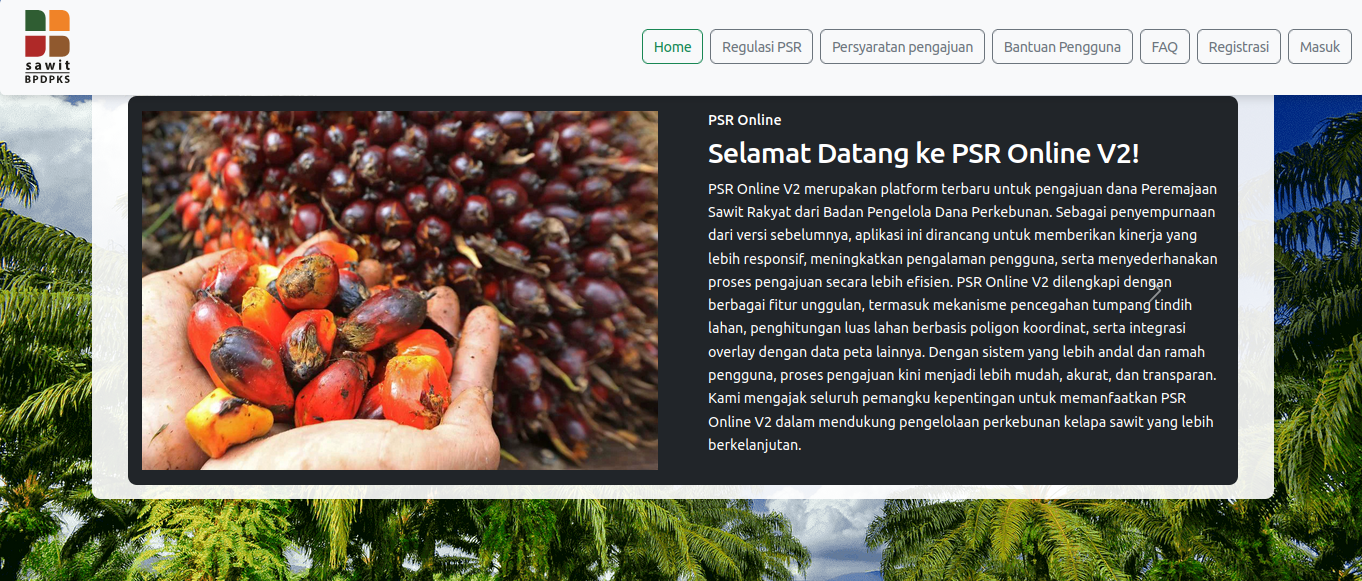 sawit
BPDPKS
Home
Regulasi PSR
Persyaratan pengajuan
Bantuan Pengguna
FAQ
Registrasi
Masuk
PSR Online
Selamat Datang ke PSR Online V2!
PSR Online V2 merupakan platform terbaru untuk pengajuan dana Peremajaan
Sawit Rakyat dari Badan Pengelola Dana Perkebunan. Sebagai penyempurnaan
dari versi sebelumnya, aplikasi ini dirancang untuk memberikan kinerja yang
lebih responsif, meningkatkan pengalaman pengguna, serta menyederhanakan
proses pengajuan secara lebih efisien. PSR Online V2 dilengkapi dengan
berbagai fitur unggulan, termasuk mekanisme pencegahan tumpang tindih
lahan, penghitungan luas lahan berbasis poligon koordinat, serta integrasi
overlay dengan data peta lainnya. Dengan sistem yang lebih andal dan ramah
pengguna, proses pengajuan kini menjadi lebih mudah, akurat, dan transparan.
Kami mengajak seluruh pemangku kepentingan untuk memanfaatkan PSR
Online V2 dalam mendukung pengelolaan perkebunan kelapa sawit yang lebih
berkelanjutan.